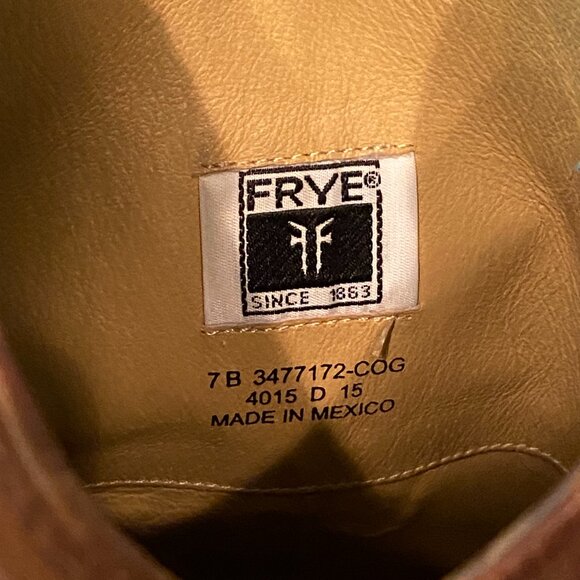 FRYE®
SINCE 1863
7 B 3477172-COG
4015 D 15
MADE IN MEXICO